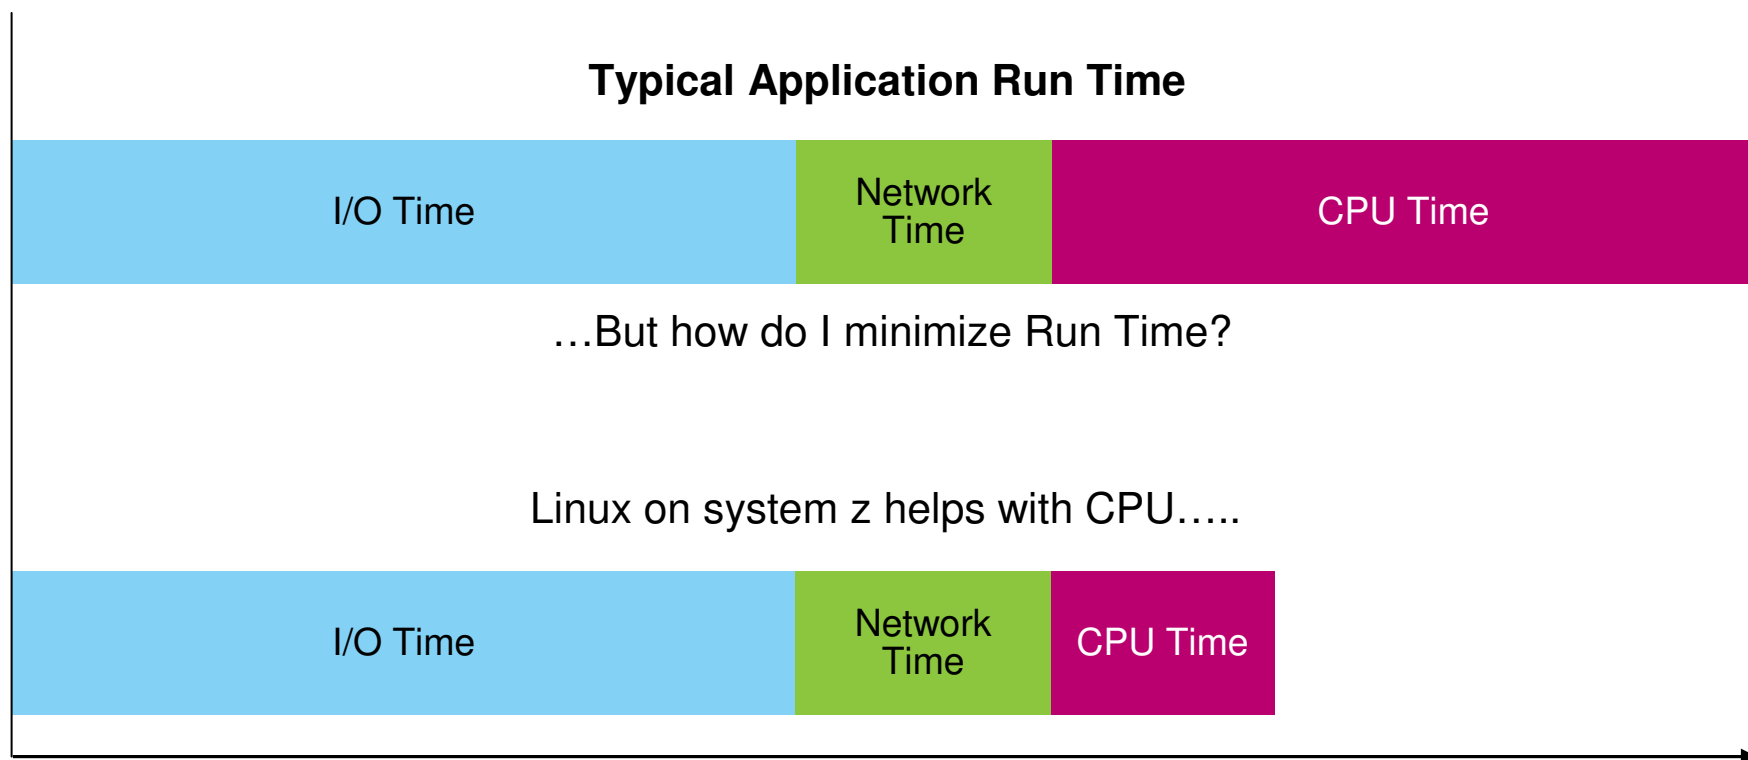 Typical Application Run Time
I/O Time
Network
Time
CPU Time
…But how do I minimize Run Time?
Linux on system z helps with CPU…..
I/O Time
Network
Time
CPU Time